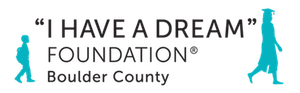 “I HAVE A DREAM”
FOUNDATION®
Boulder County